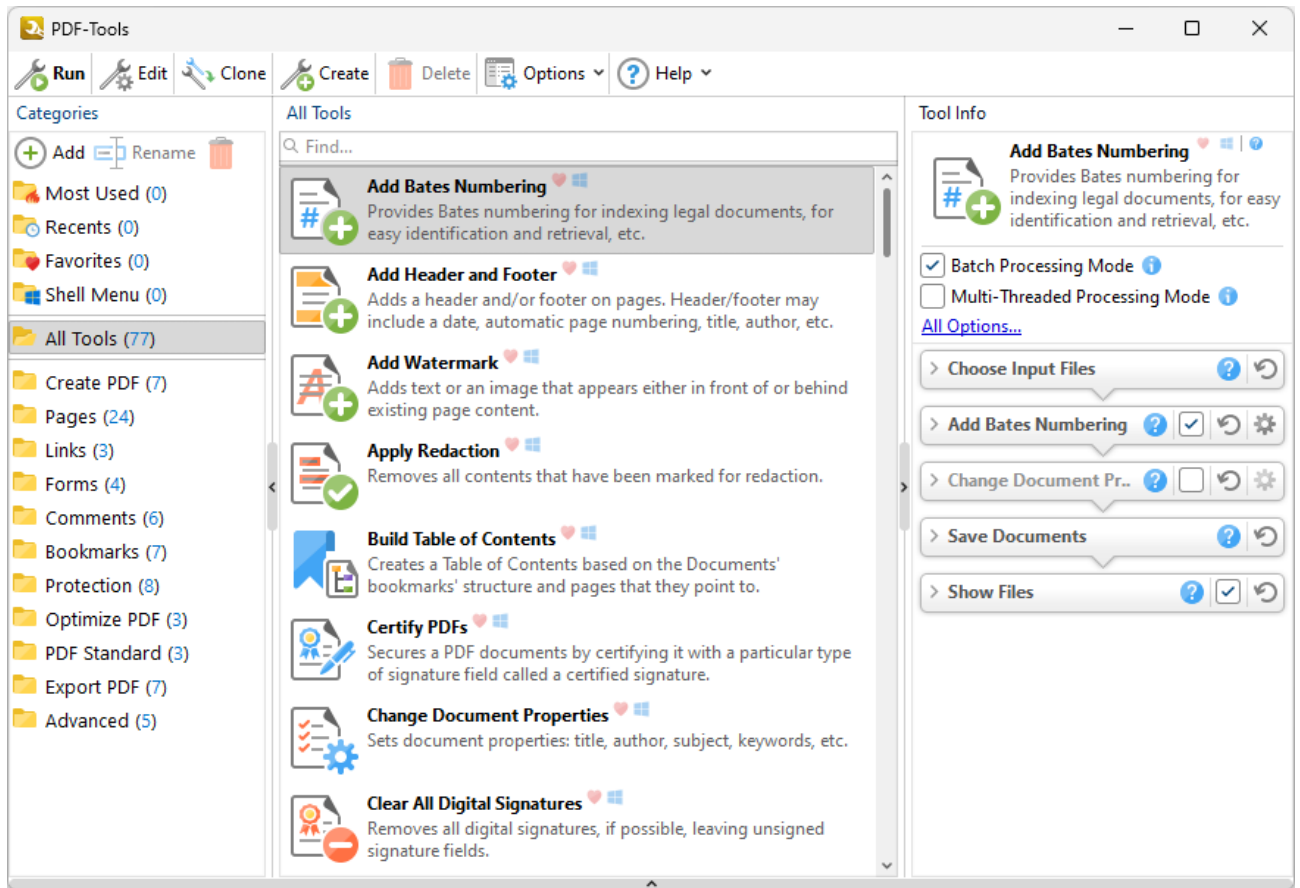 PDF-Tools
Run Edit Clone Create Delete Options Help
Categories
Add Rename
Most Used (0)
Recents (0)
Favorites (0)
Shell Menu (0)
All Tools (77)
Create PDF (7)
Pages (24)
Links (3)
Forms (4)
Comments (6)
Bookmarks (7)
Protection (8)
Optimize PDF (3)
PDF Standard (3)
Export PDF (7)
Advanced (5)
All Tools
Find...
Add Bates Numbering
Provides Bates numbering for indexing legal documents, for
easy identification and retrieval, etc.
Add Header and Footer
Adds a header and/or footer on pages. Header/footer may
include a date, automatic page numbering, title, author, etc.
Add Watermark
Adds text or an image that appears either in front of or behind
existing page content.
Apply Redaction
Removes all contents that have been marked for redaction.
Build Table of Contents
Creates a Table of Contents based on the Documents'
bookmarks' structure and pages that they point to.
Certify PDFs
Secures a PDF documents by certifying it with a particular type
of signature field called a certified signature.
Change Document Properties
Sets document properties: title, author, subject, keywords, etc.
Clear All Digital Signatures
Removes all digital signatures, if possible, leaving unsigned
signature fields.
Tool Info
Add Bates Numbering
Provides Bates numbering for
indexing legal documents, for easy
identification and retrieval, etc.
Batch Processing Mode
Multi-Threaded Processing Mode
All Options...
Choose Input Files
Add Bates Numbering
Change Document Pr..
Save Documents
Show Files